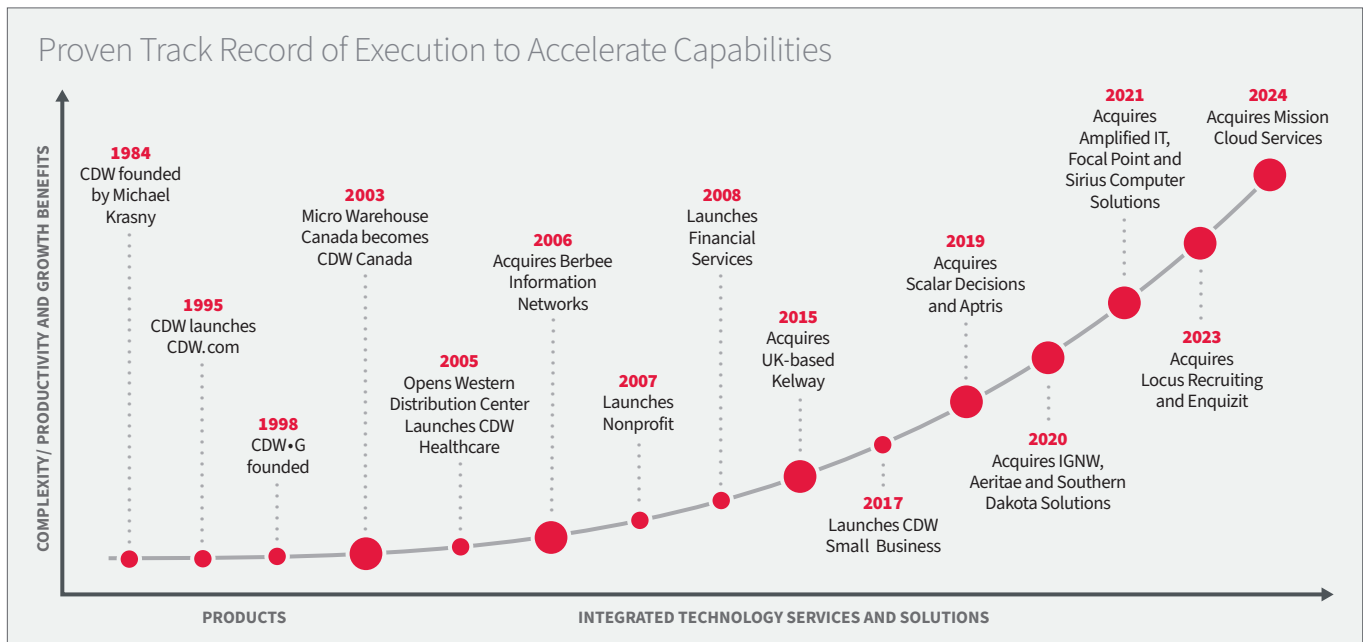 Proven Track Record of Execution to Accelerate Capabilities
COMPLEXITY/ PRODUCTIVITY AND GROWTH BENEFITS
1984
CDW founded
by Michael
Krasny
1995
CDW launches
CDW.com
1998
CDW•G
founded
2003
Micro Warehouse
Canada becomes
CDW Canada
2005
Opens Western
Distribution Center
Launches CDW
Healthcare
2006
Acquires Berbee
Information
Networks
2007
Launches
Nonprofit
2008
Launches
Financial
Services
2015
Acquires
UK-based
Kelway
2017
Launches CDW
Small Business
2019
Acquires
Scalar Decisions
and Aptris
2020
Acquires IGNW,
Aeritae and Southern
Dakota Solutions
2021
Acquires
Amplified IT,
Focal Point and
Sirius Computer
Solutions
2023
Acquires
Locus Recruiting
and Enquizit
2024
Acquires Mission
Cloud Services
PRODUCTS
INTEGRATED TECHNOLOGY SERVICES AND SOLUTIONS